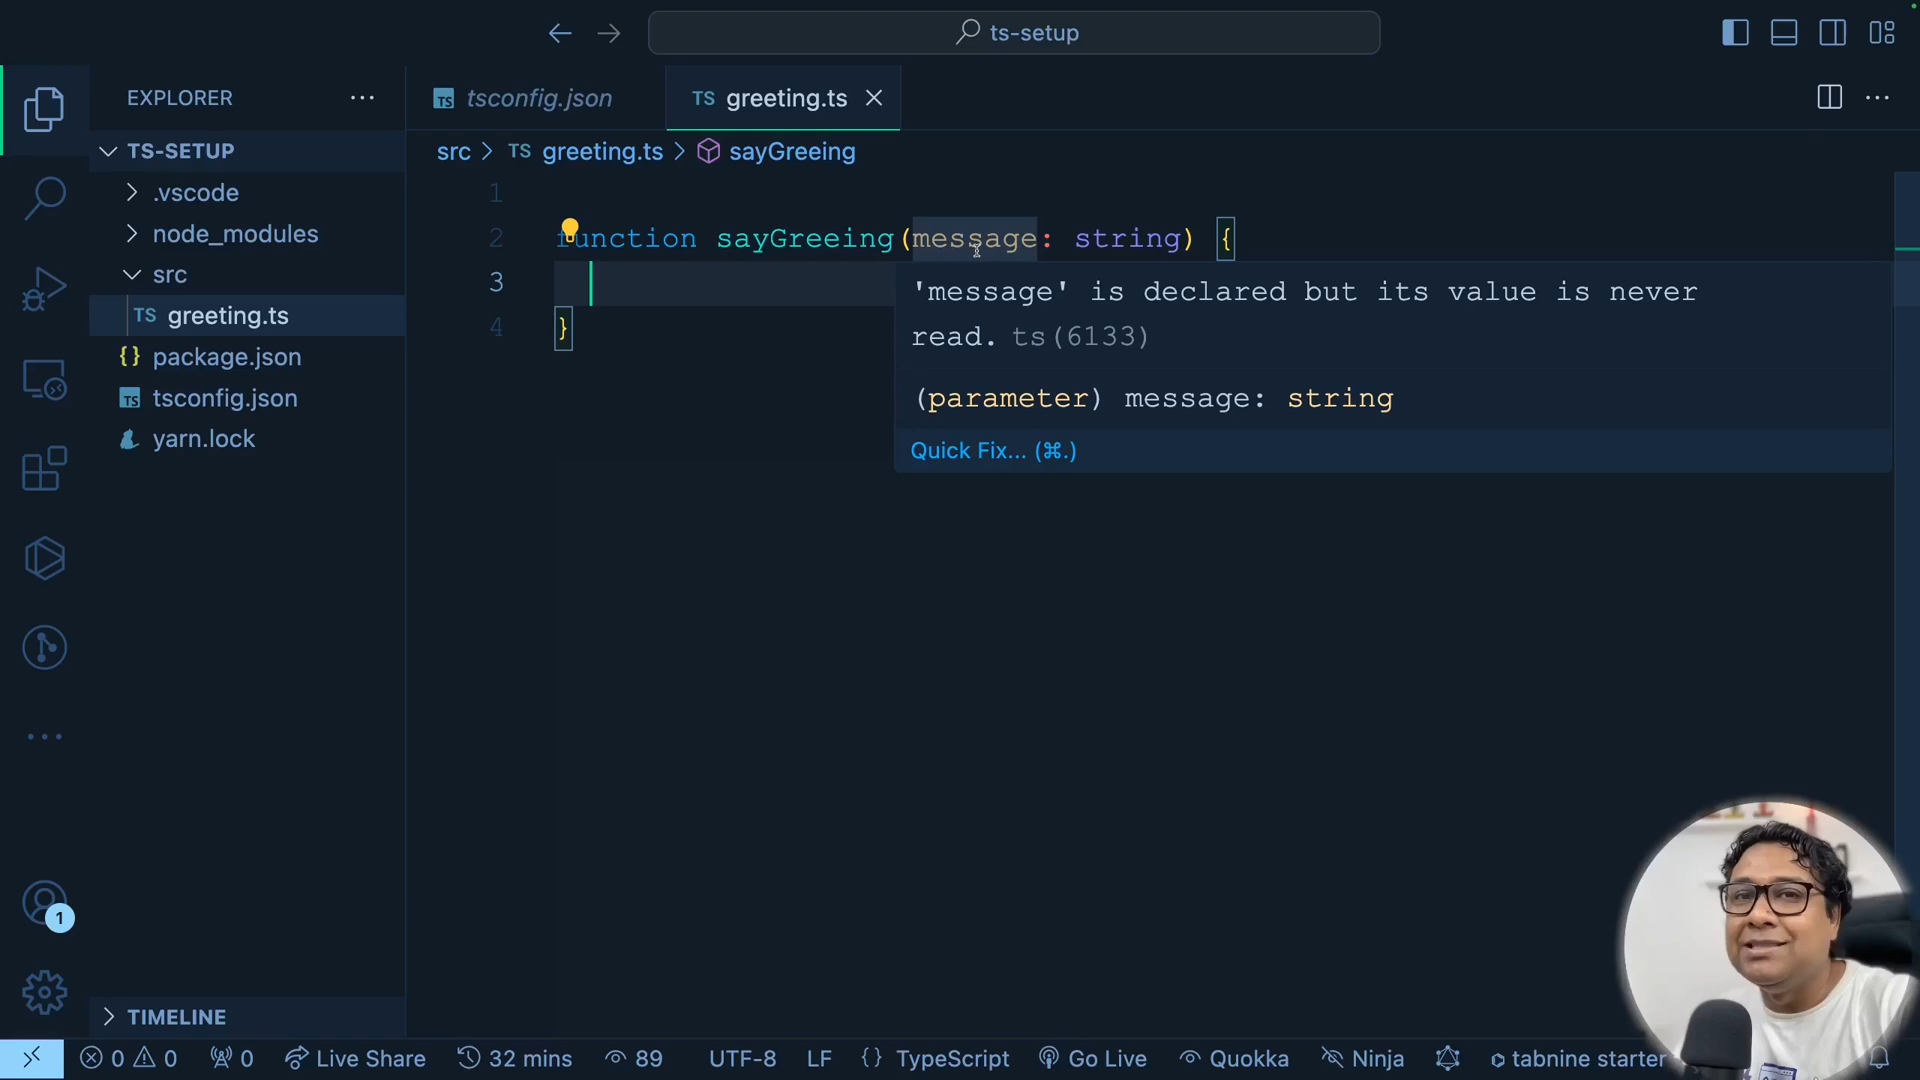 ts-setup
EXPLORER
TS tsconfig.json
TS greeting.ts
TS-SETUP
src > TS greeting.ts > sayGreeing
.vscode
node_modules
src
TS greeting.ts
{} package.json
TS tsconfig.json
yarn.lock
1
2 function sayGreeing(message: string) {
3
4 }
'message' is declared but its value is never
read. ts(6133)
(parameter) message: string
Quick Fix... (⌘.)
1
TIMELINE
0 0 0 Live Share 32 mins 89 UTF-8 LF {} TypeScript Go Live Quokka Ninja tabnine starter